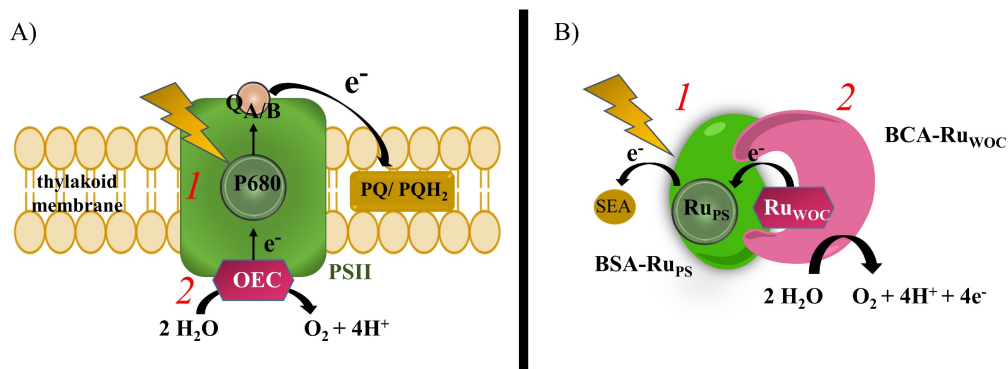 A)
Q A/B
e-
thylakoid
membrane
1
P680
PQ/ PQH2
e-
PSII
2
OEC
2 H2O
O2 + 4H+
B)
1
2
BCA-RuWOC
e-
e-
SEA
RuPS
RuWOC
BSA-RuPS
2 H2O
O2 + 4H+ + 4e-